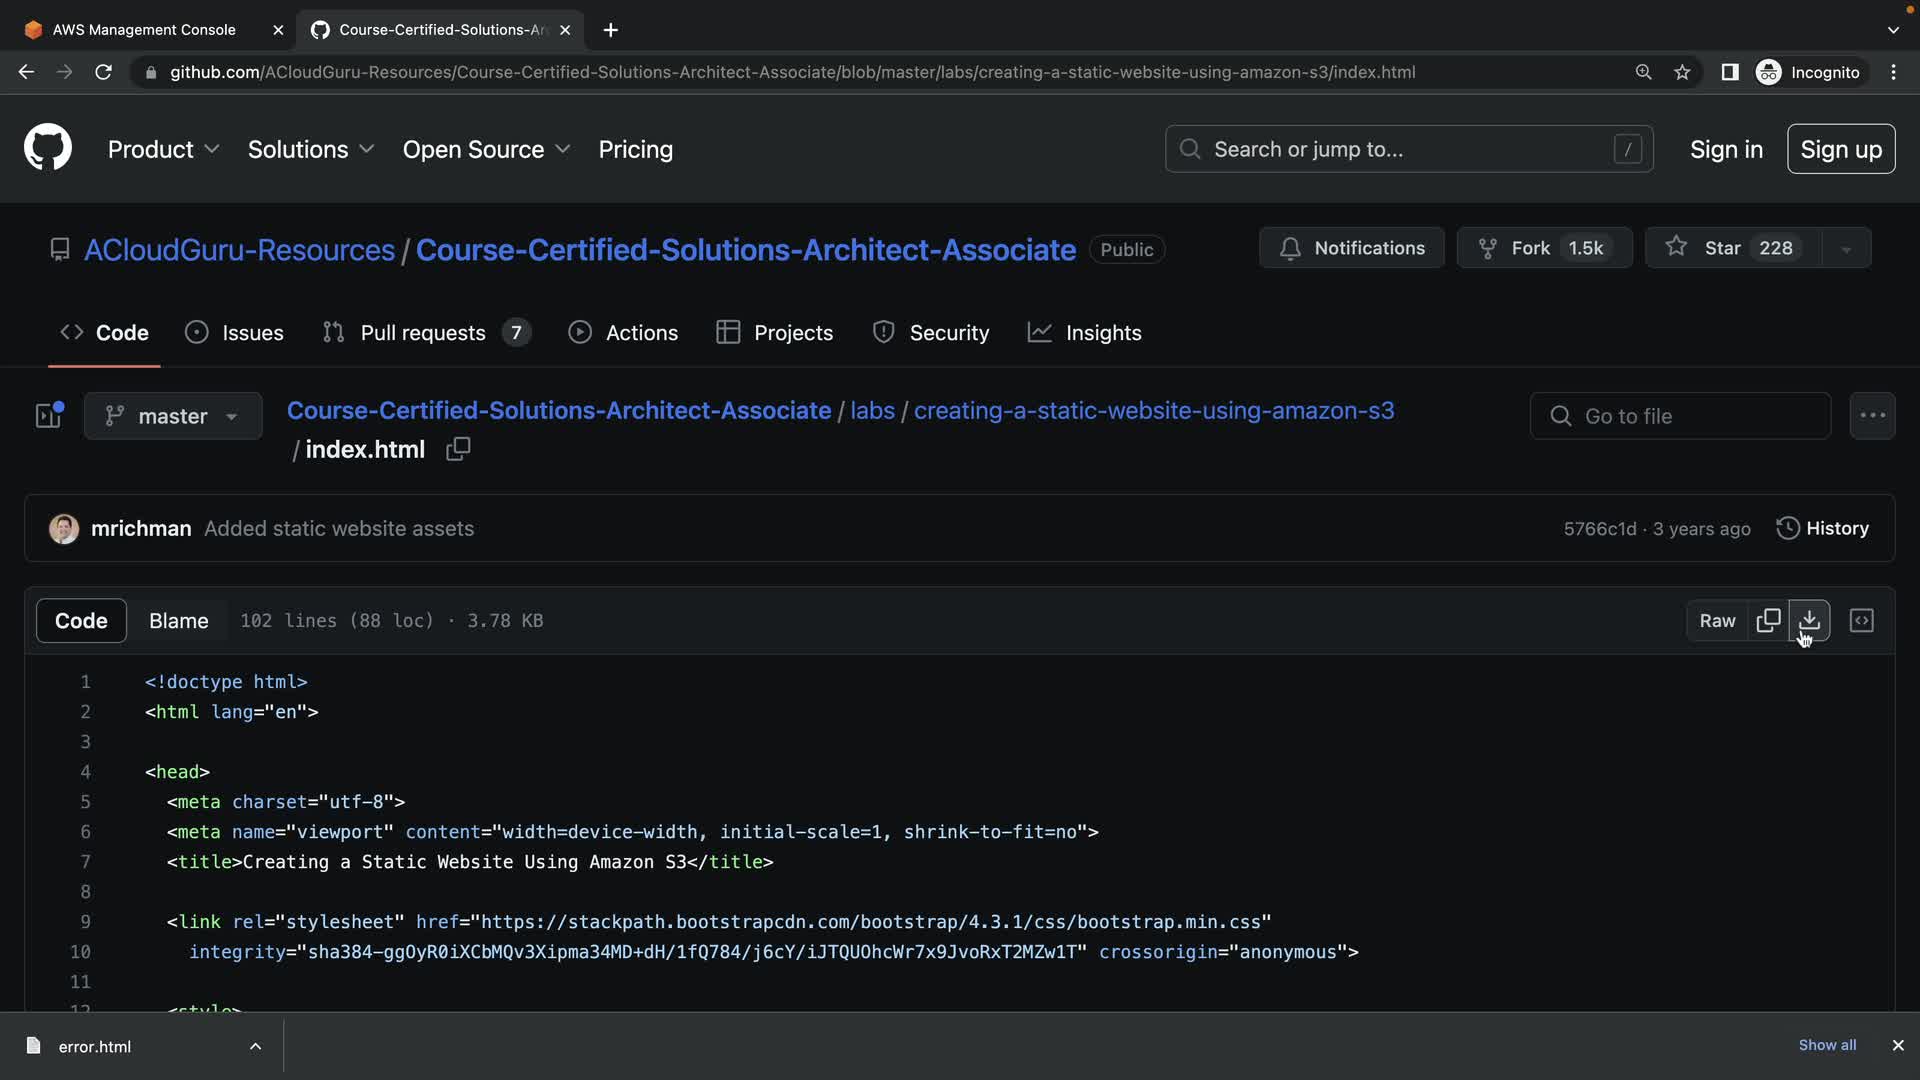 AWS Management Console
Course-Certified-Solutions-Ar
github.com/ACloudGuru-Resources/Course-Certified-Solutions-Architect-Associate/blob/master/labs/creating-a-static-website-using-amazon-s3/index.html
Incognito
Product Solutions Open Source Pricing
Search or jump to... /
Sign in Sign up
ACloudGuru-Resources / Course-Certified-Solutions-Architect-Associate Public
Notifications Fork 1.5k Star 228
Code Issues Pull requests 7 Actions Projects Security Insights
master
Course-Certified-Solutions-Architect-Associate / labs / creating-a-static-website-using-amazon-s3
/ index.html
Go to file
mrichman Added static website assets
5766c1d · 3 years ago History
Code Blame 102 lines (88 loc) · 3.78 KB
Raw
1 <!doctype html>
2 <html lang="en">
3
4 <head>
5 <meta charset="utf-8">
6 <meta name="viewport" content="width=device-width, initial-scale=1, shrink-to-fit=no">
7 <title>Creating a Static Website Using Amazon S3</title>
8
9 <link rel="stylesheet" href="https://stackpath.bootstrapcdn.com/bootstrap/4.3.1/css/bootstrap.min.css"
10 integrity="sha384-ggOyR0iXCbMQv3Xipma34MD+dH/1fQ784/j6cY/iJTQUOhcWr7x9JvoRxT2MZw1T" crossorigin="anonymous">
11
12 <style>
error.html
Show all